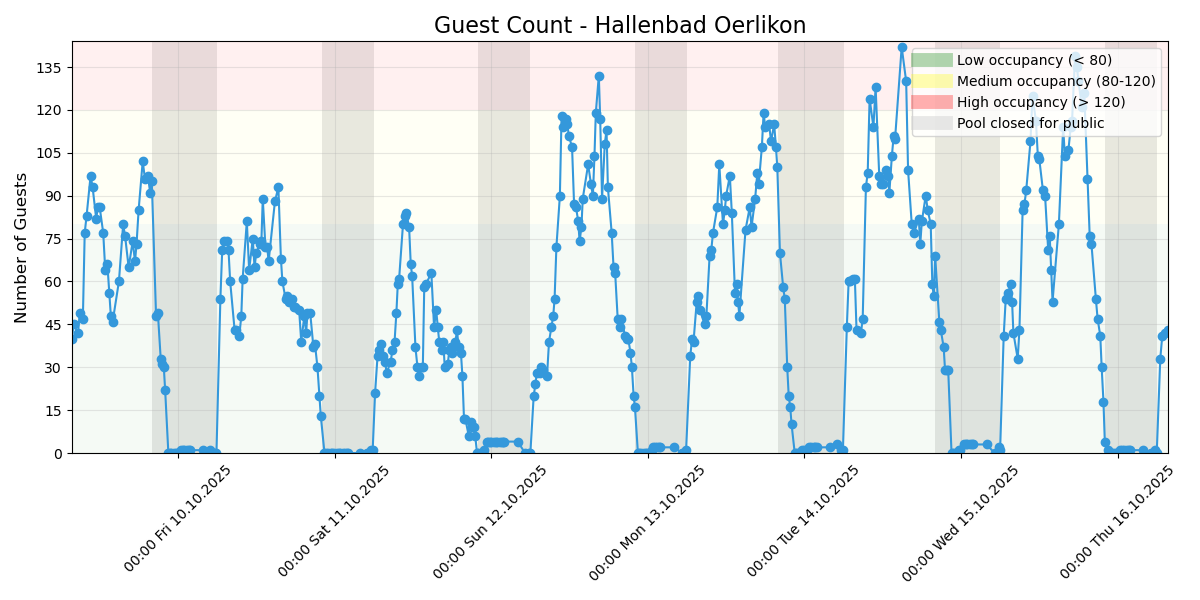 Guest Count - Hallenbad Oerlikon
Number of Guests
135
120
105
90
75
60
45
30
15
0
Low occupancy (< 80)
Medium occupancy (80-120)
High occupancy (> 120)
Pool closed for public
00:00 Fri 10.10.2025
00:00 Sat 11.10.2025
00:00 Sun 12.10.2025
00:00 Mon 13.10.2025
00:00 Tue 14.10.2025
00:00 Wed 15.10.2025
00:00 Thu 16.10.2025